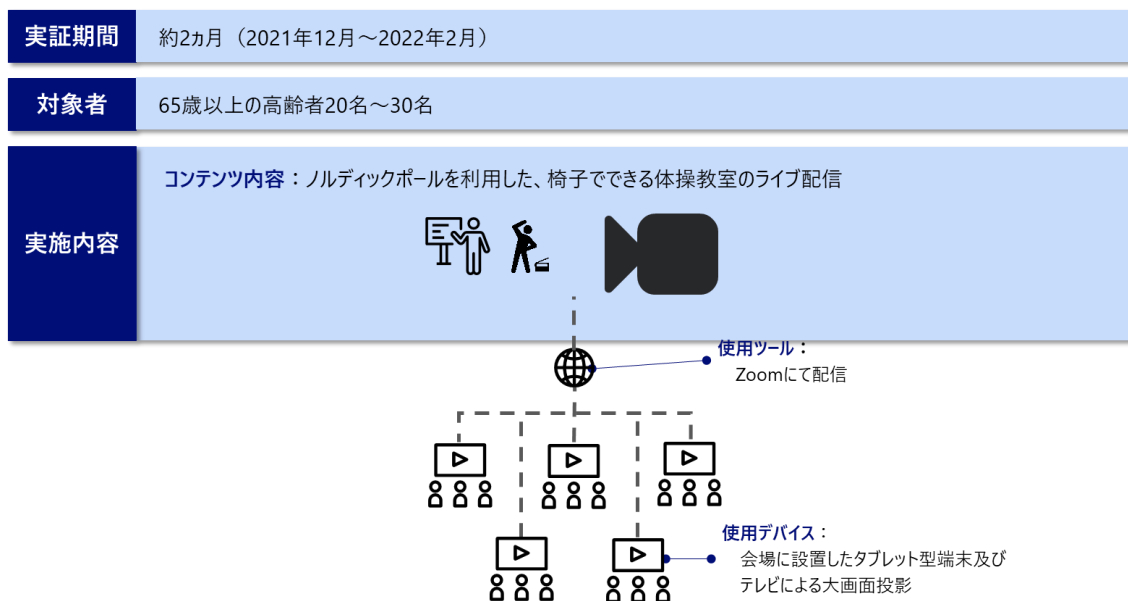 実証期間
約2ヵ月（2021年12月～2022年2月）
対象者
65歳以上の高齢者20名～30名
実施内容
コンテンツ内容：ノルディックポールを利用した、椅子でできる体操教室のライブ配信
使用ツール：
Zoomにて配信
使用デバイス：
会場に設置したタブレット型端末及び
テレビによる大画面投影